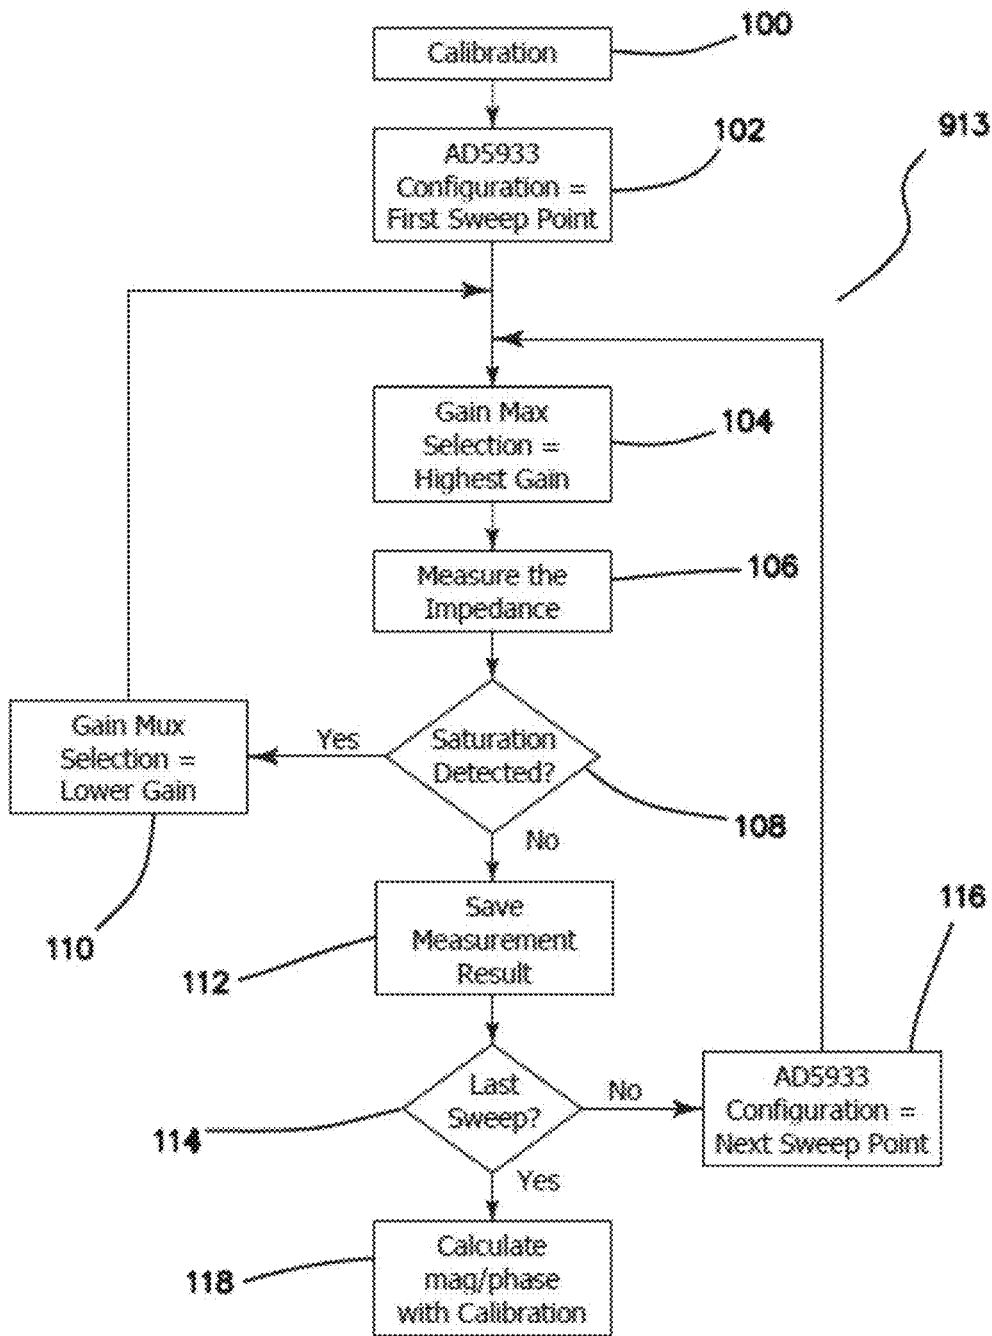 100
Calibration
102
913
AD5933
Configuration =
First Sweep Point
104
Gain Max
Selection =
Highest Gain
106
Measure the
Impedance
Gain Mux
Selection =
Lower Gain
Yes
Saturation
Detected?
108
No
110
Save
Measurement
Result
112
116
Last
Sweep?
No
AD5933
Configuration =
Next Sweep Point
114
Yes
118
Calculate
mag/phase
with Calibration